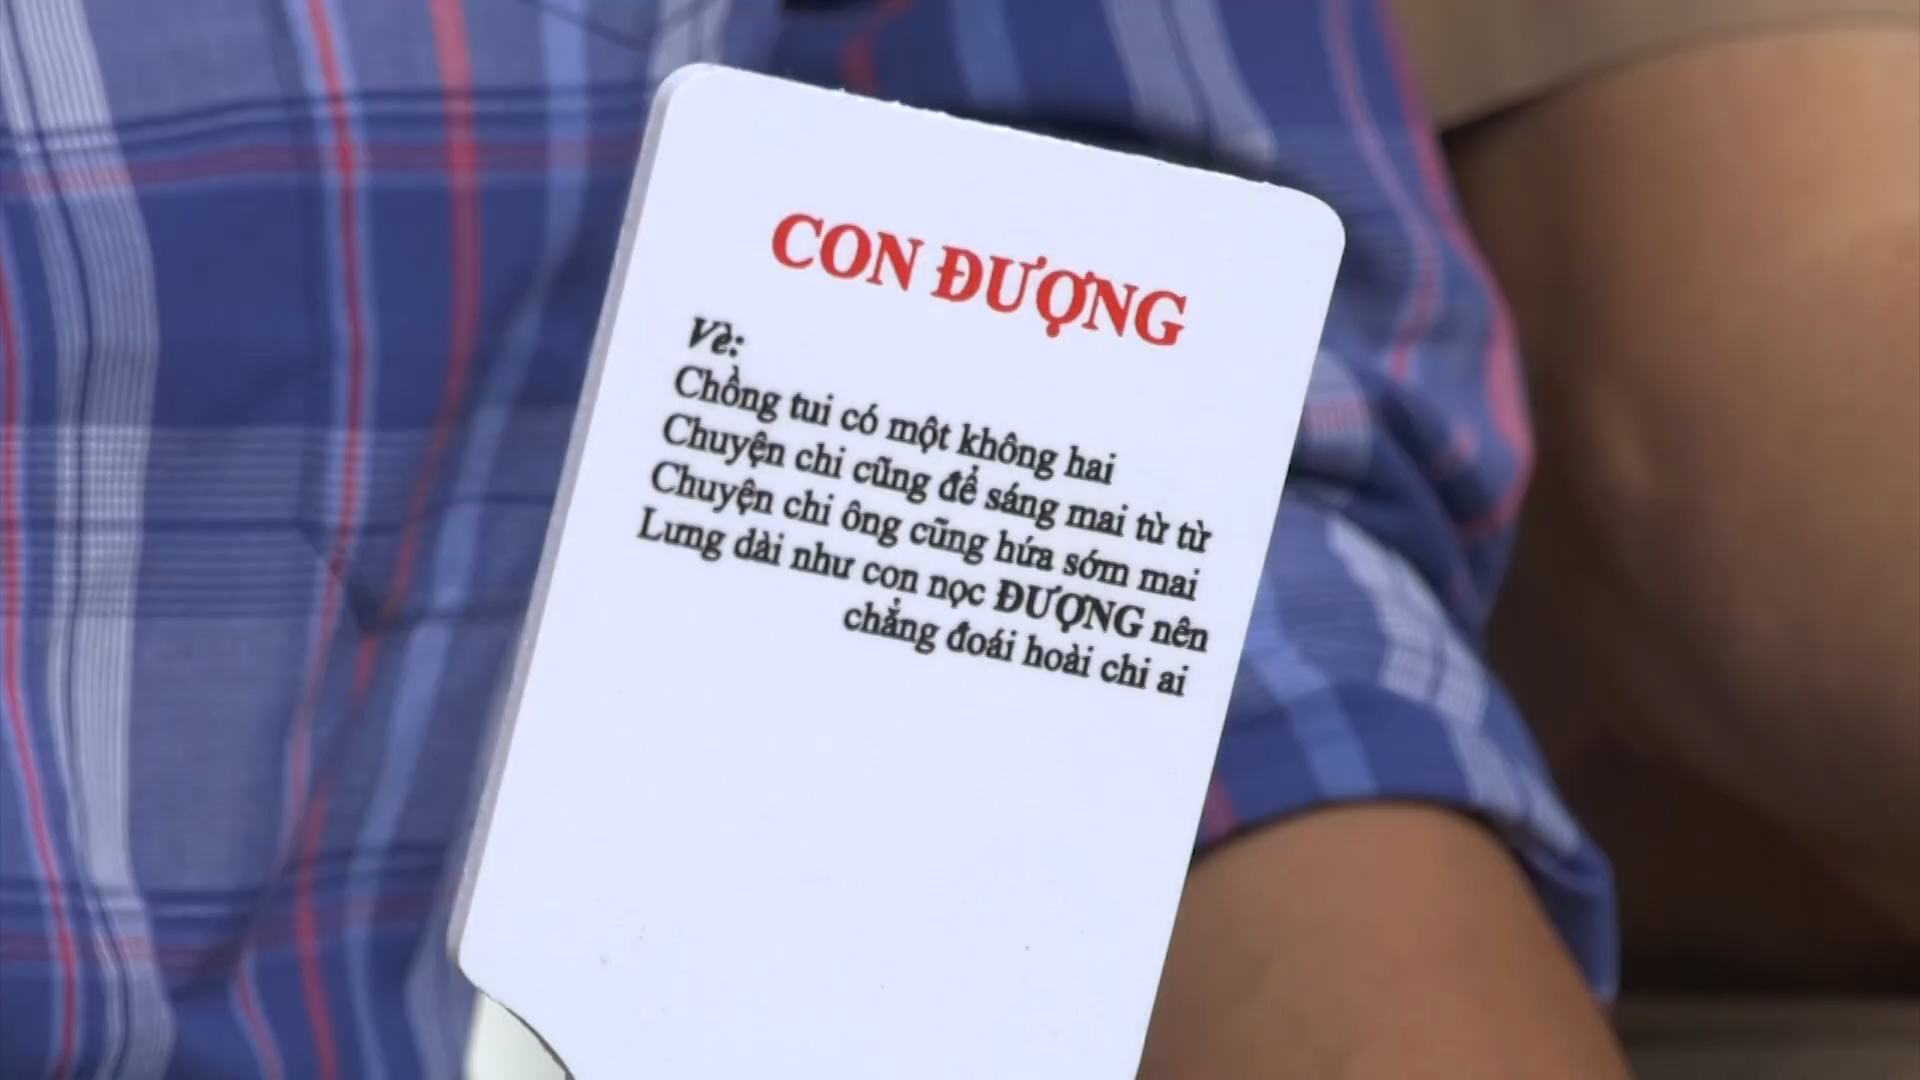 CON ĐƯỢNG
Vè:
Chồng tui có một không hai
Chuyện chi cũng để sáng mai từ từ
Chuyện chi ông cũng hứa sớm mai
Lưng dài như con nọc ĐƯỢNG nên
chẳng đoái hoài chi ai